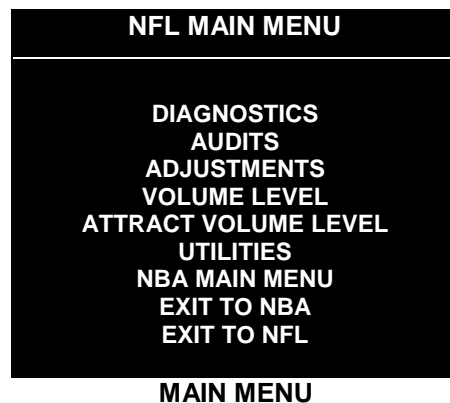 NFL MAIN MENU
DIAGNOSTICS
AUDITS
ADJUSTMENTS
VOLUME LEVEL
ATTRACT VOLUME LEVEL
UTILITIES
NBA MAIN MENU
EXIT TO NBA
EXIT TO NFL
MAIN MENU